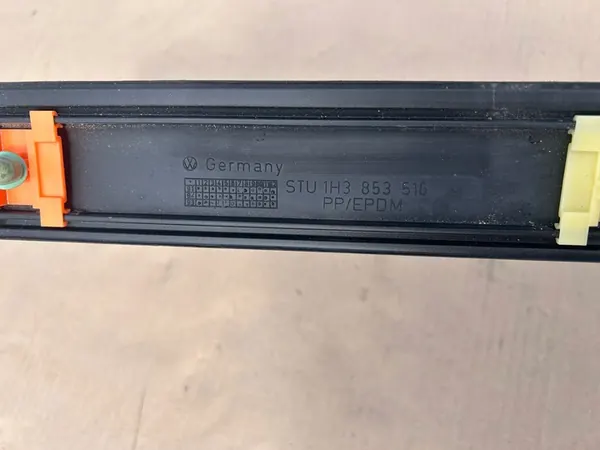 Germany
STU 1H3 853 516
PP/EPDM